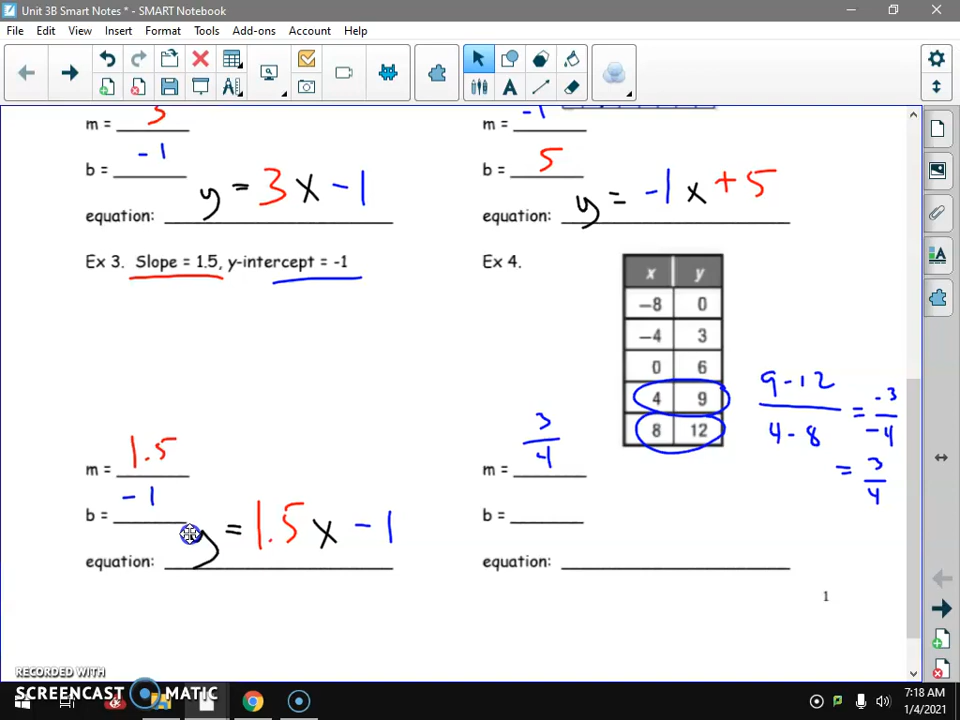 Unit 3B Smart Notes * - SMART Notebook
File Edit View Insert Format Tools Add-ons Account Help
m = 3
b = -1
y = 3x -1
equation:
m = -1
b = 5
y = -1x +5
equation:
Ex 3. Slope = 1.5, y-intercept = -1
m = 1.5
b = -1
y = 1.5x -1
equation:
Ex 4.
x y
-8 0
-4 3
0 6
4 9
8 12
9-12
4-8
= -3
-4
= 3
4
3
4
m =
b =
equation:
1
RECORDED WITH
SCREENCAST MATIC
7:18 AM
1/4/2021